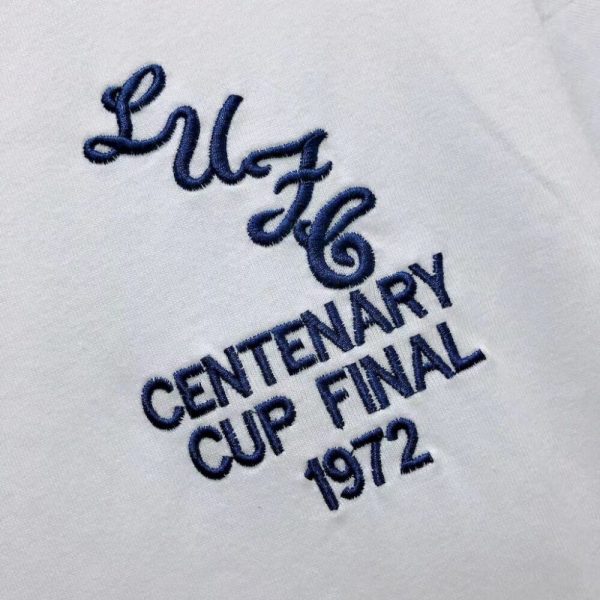 LUFC
CENTENARY
CUP FINAL
1972